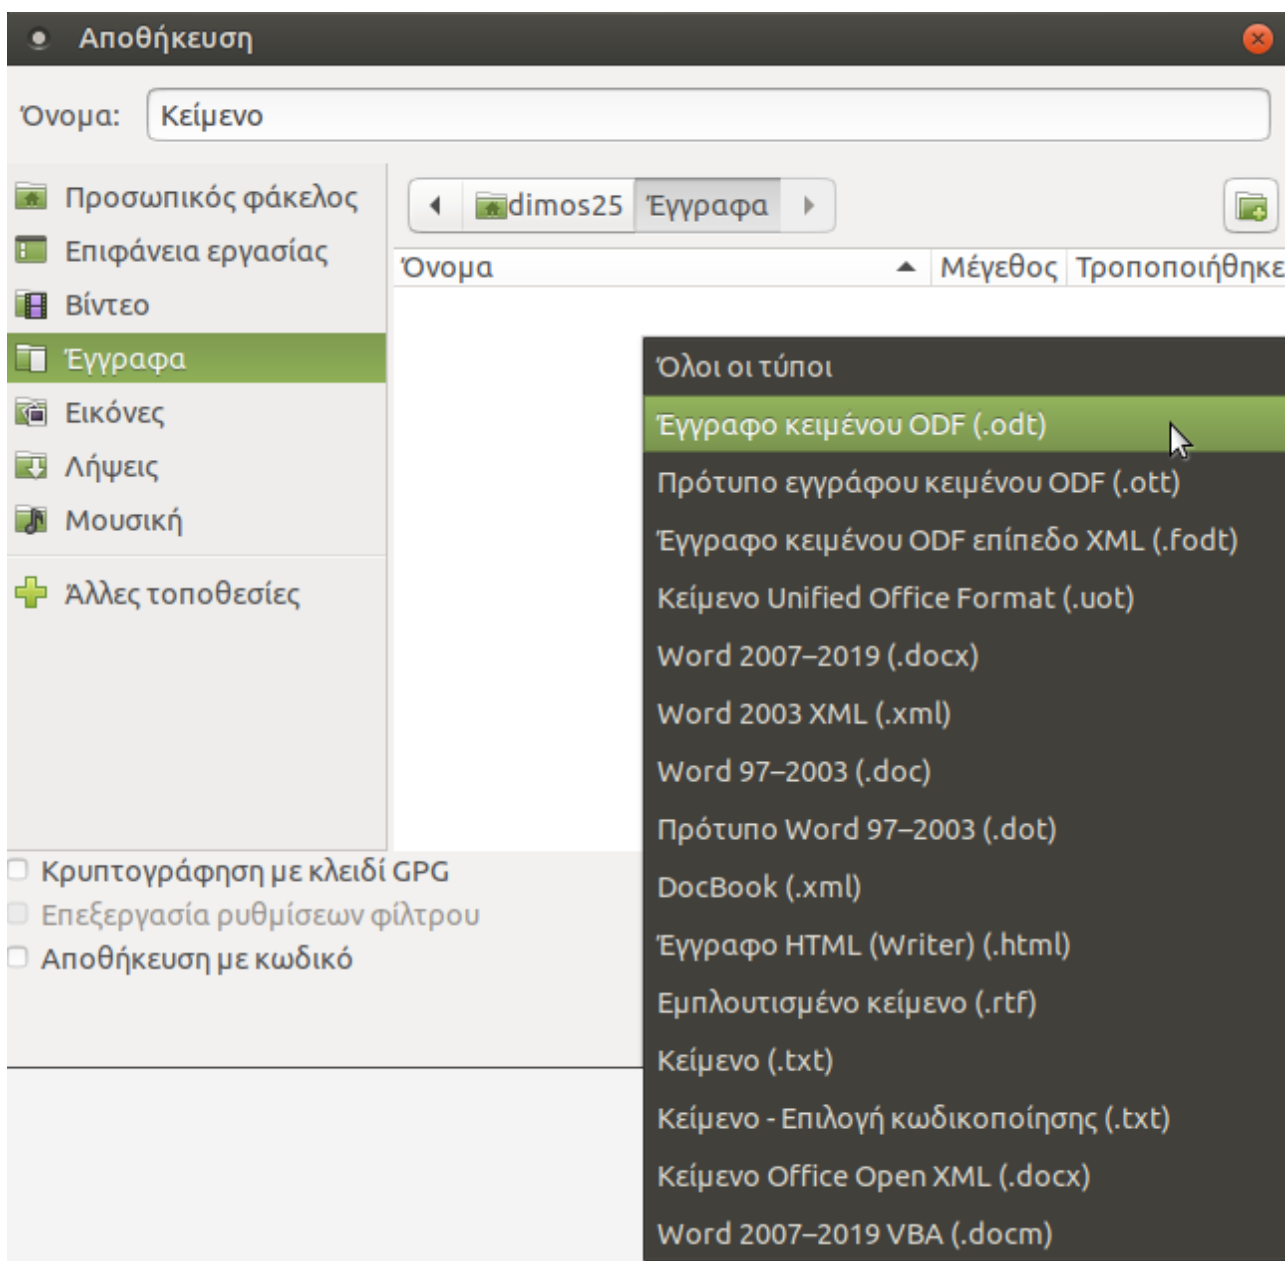 Αποθήκευση
Όνομα: Κείμενο
Προσωπικός φάκελος
Επιφάνεια εργασίας
Βίντεο
Έγγραφα
Εικόνες
Λήψεις
Μουσική
Άλλες τοποθεσίες
dimos25 Έγγραφα
Όνομα Μέγεθος Τροποποιήθηκε
Όλοι οι τύποι
Έγγραφο κειμένου ODF (.odt)
Πρότυπο εγγράφου κειμένου ODF (.ott)
Έγγραφο κειμένου ODF επίπεδο XML (.fodt)
Κείμενο Unified Office Format (.uot)
Word 2007–2019 (.docx)
Word 2003 XML (.xml)
Word 97–2003 (.doc)
Πρότυπο Word 97–2003 (.dot)
DocBook (.xml)
Έγγραφο HTML (Writer) (.html)
Εμπλουτισμένο κείμενο (.rtf)
Κείμενο (.txt)
Κείμενο - Επιλογή κωδικοποίησης (.txt)
Κείμενο Office Open XML (.docx)
Word 2007–2019 VBA (.docm)
Κρυπτογράφηση με κλειδί GPG
Επεξεργασία ρυθμίσεων φίλτρου
Αποθήκευση με κωδικό